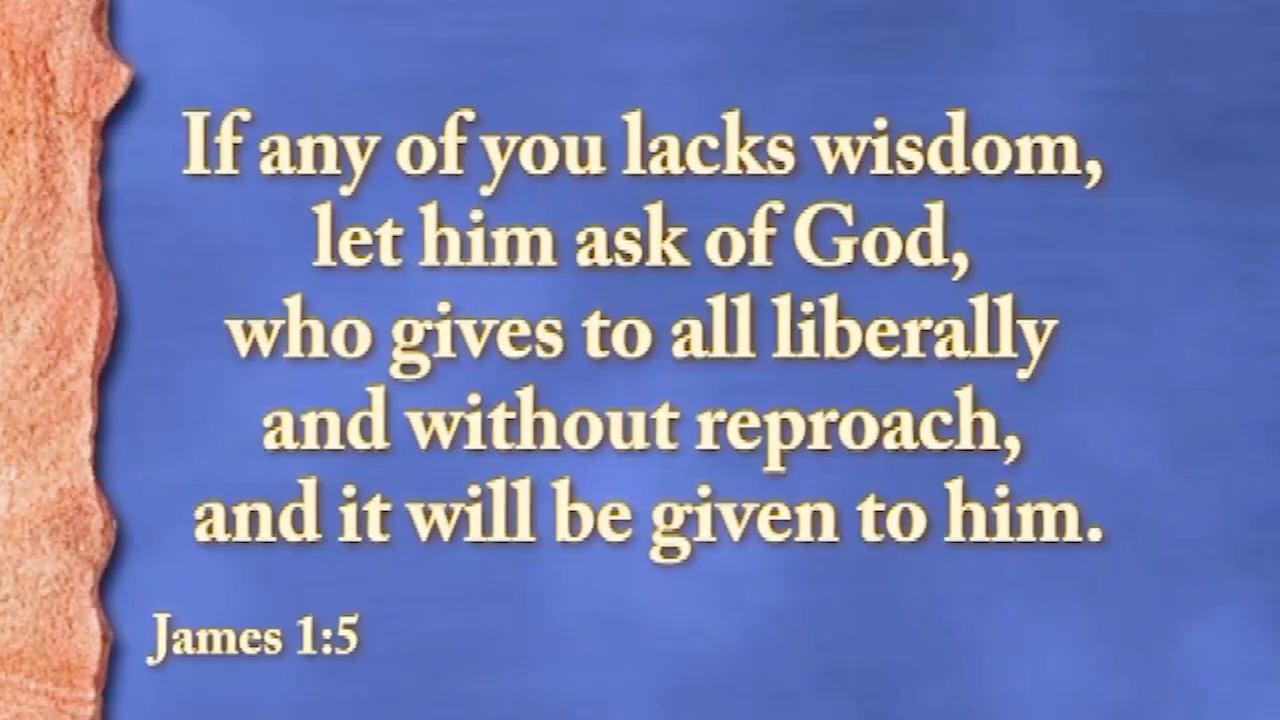 If any of you lacks wisdom,
let him ask of God,
who gives to all liberally
and without reproach,
and it will be given to him.
James 1:5